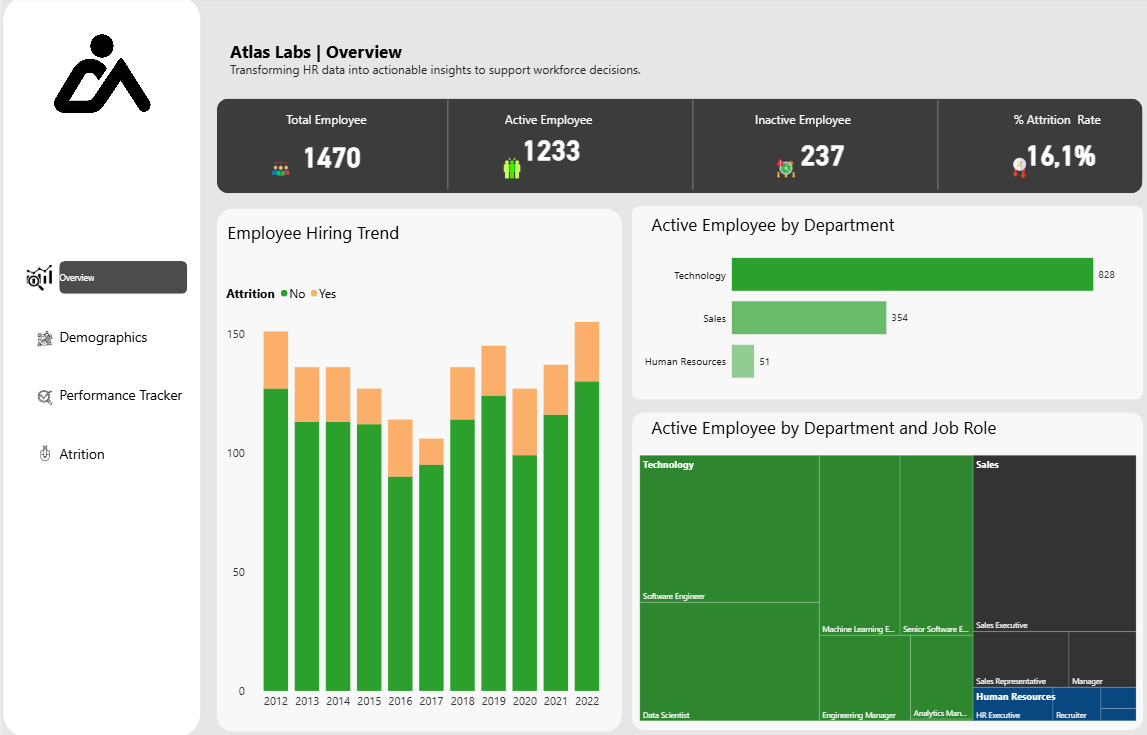 Atlas Labs | Overview
Transforming HR data into actionable insights to support workforce decisions.
Total Employee
1470
Active Employee
1233
Inactive Employee
237
% Attrition Rate
16,1%
Overview
Demographics
Performance Tracker
Atrition
Employee Hiring Trend
Attrition No Yes
150
100
50
0
2012 2013 2014 2015 2016 2017 2018 2019 2020 2021 2022
Active Employee by Department
Technology 828
Sales 354
Human Resources 51
Active Employee by Department and Job Role
Technology
Software Engineer
Data Scientist
Machine Learning E...
Senior Software E...
Engineering Manager
Analytics Man...
Sales
Sales Executive
Sales Representative
Manager
Human Resources
HR Executive
Recruiter